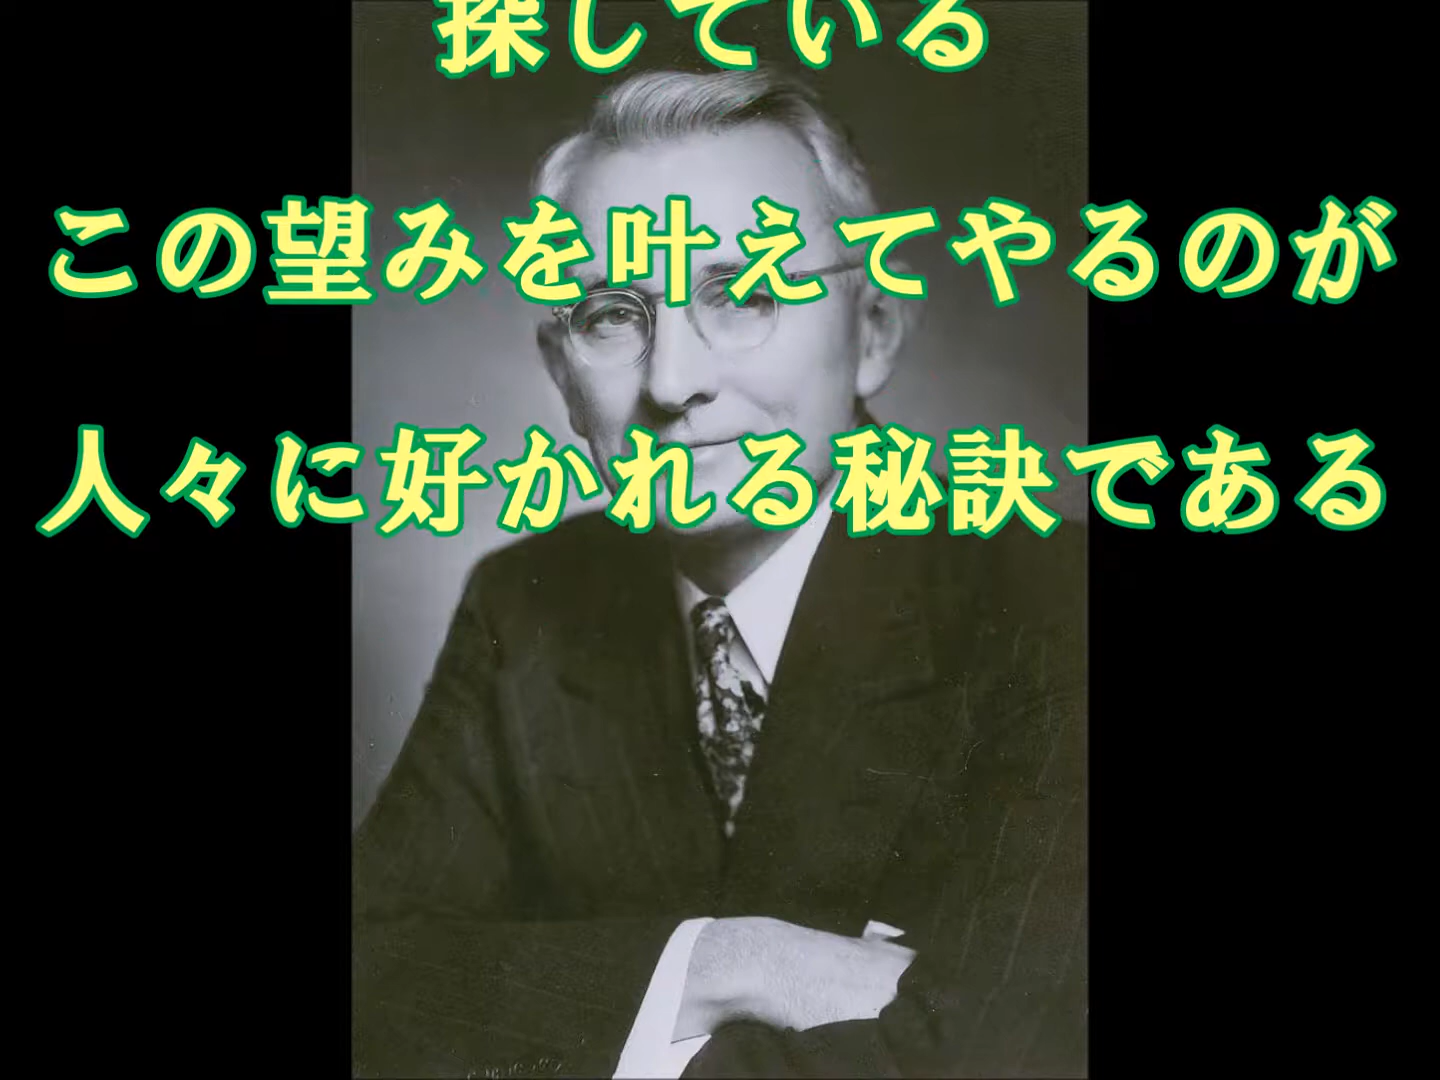 探している
この望みを叶えてやるのが
人々に好かれる秘訣である